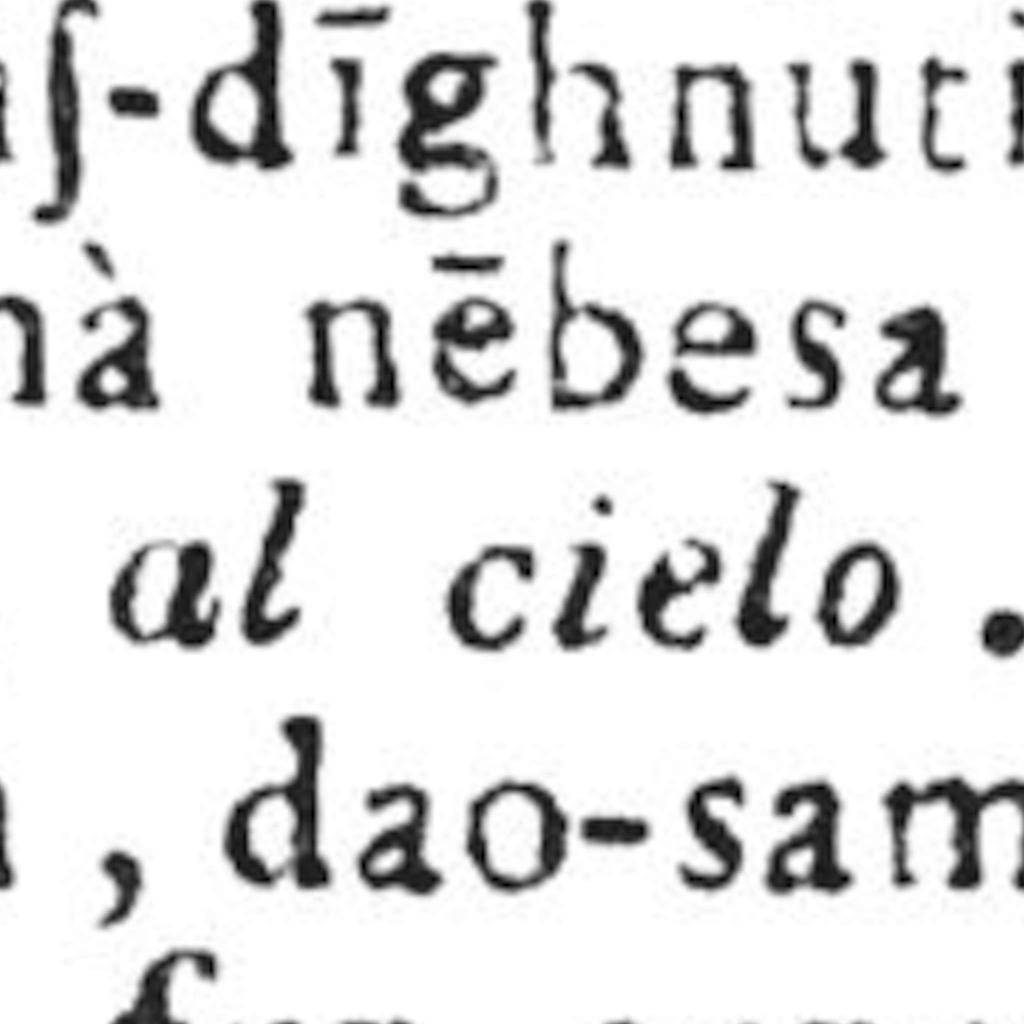 ſ-dīghnuti
nà nēbesa
al cielo .
, dao-sam